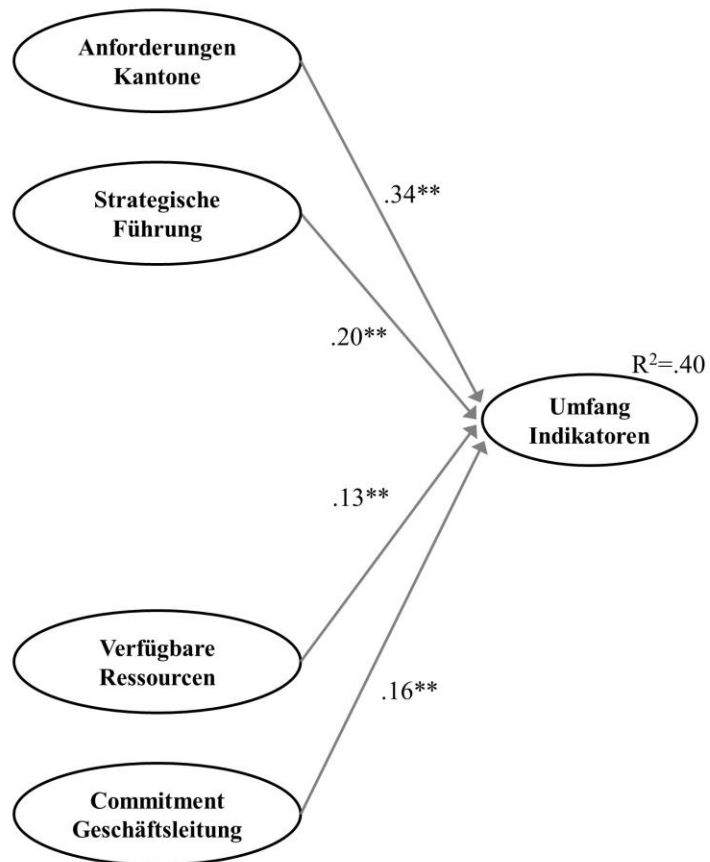 Anforderungen
Kantone
Strategische
Führung
.34**
.20**
R²=.40
Umfang
Indikatoren
.13**
Verfügbare
Ressourcen
.16**
Commitment
Geschäftsleitung